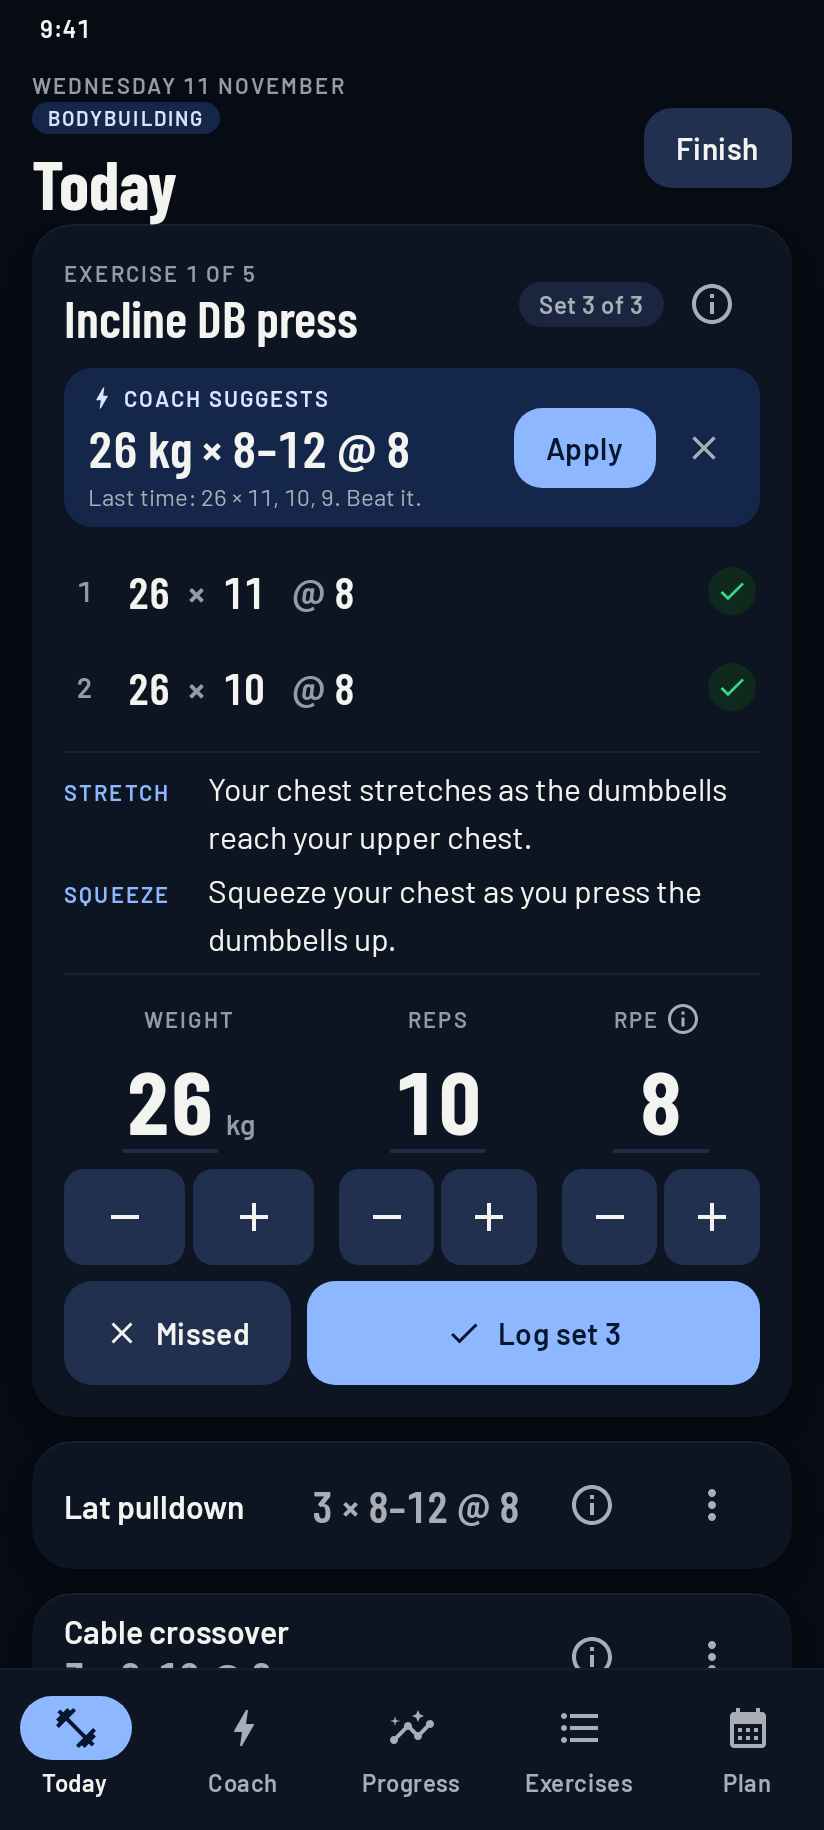 9:41
WEDNESDAY 11 NOVEMBER
BODYBUILDING
Today
Finish
EXERCISE 1 OF 5
Incline DB press
Set 3 of 3
COACH SUGGESTS
26 kg × 8–12 @ 8
Last time: 26 × 11, 10, 9. Beat it.
Apply
1 26 × 11 @ 8
2 26 × 10 @ 8
STRETCH Your chest stretches as the dumbbells
reach your upper chest.
SQUEEZE Squeeze your chest as you press the
dumbbells up.
WEIGHT REPS RPE
26 kg 10 8
Missed Log set 3
Lat pulldown 3 × 8–12 @ 8
Cable crossover
Today Coach Progress Exercises Plan